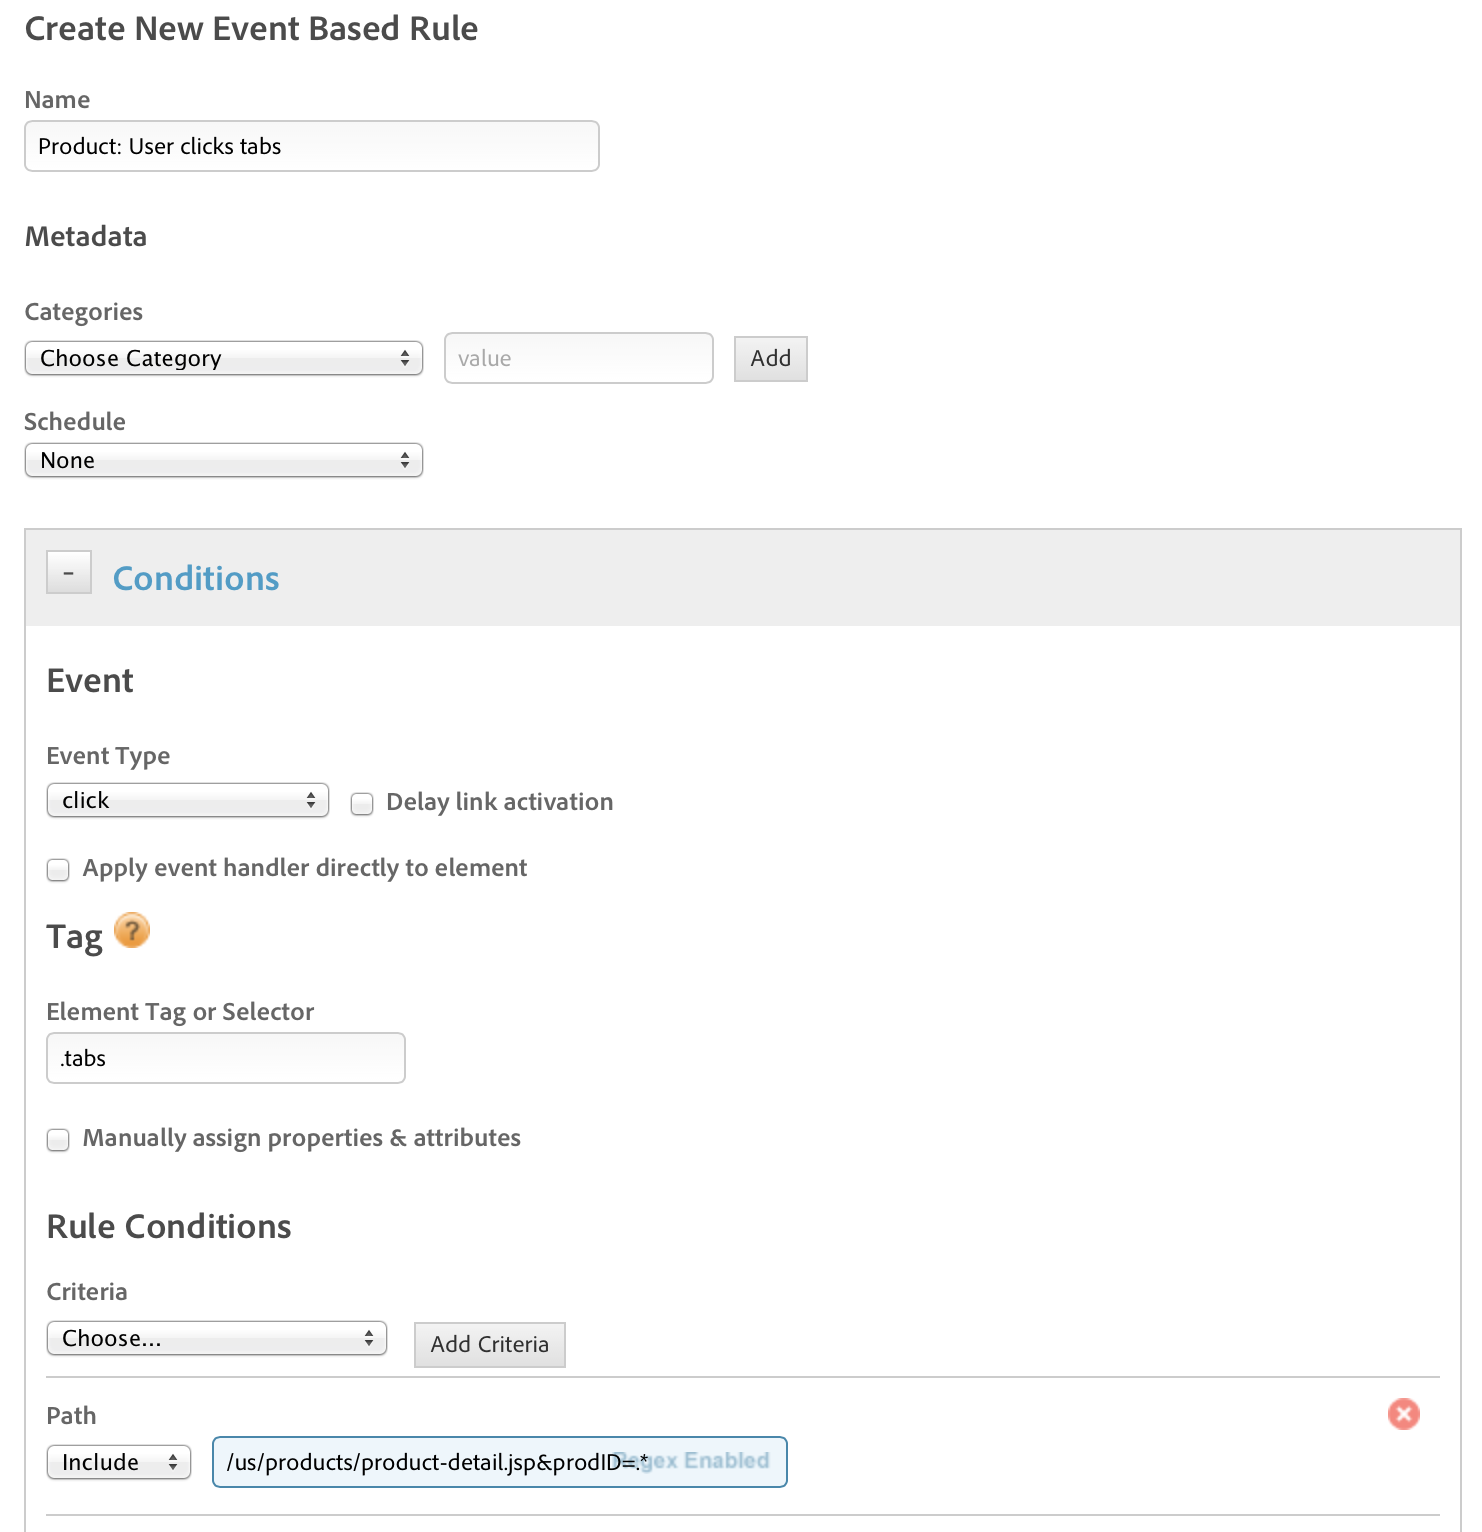 Create New Event Based Rule
Name
Product: User clicks tabs
Metadata
Categories
Choose Category value Add
Schedule
None
- Conditions
Event
Event Type
click Delay link activation
Apply event handler directly to element
Tag ?
Element Tag or Selector
.tabs
Manually assign properties & attributes
Rule Conditions
Criteria
Choose... Add Criteria
Path
Include /us/products/product-detail.jsp&prodID=.* Regex Enabled